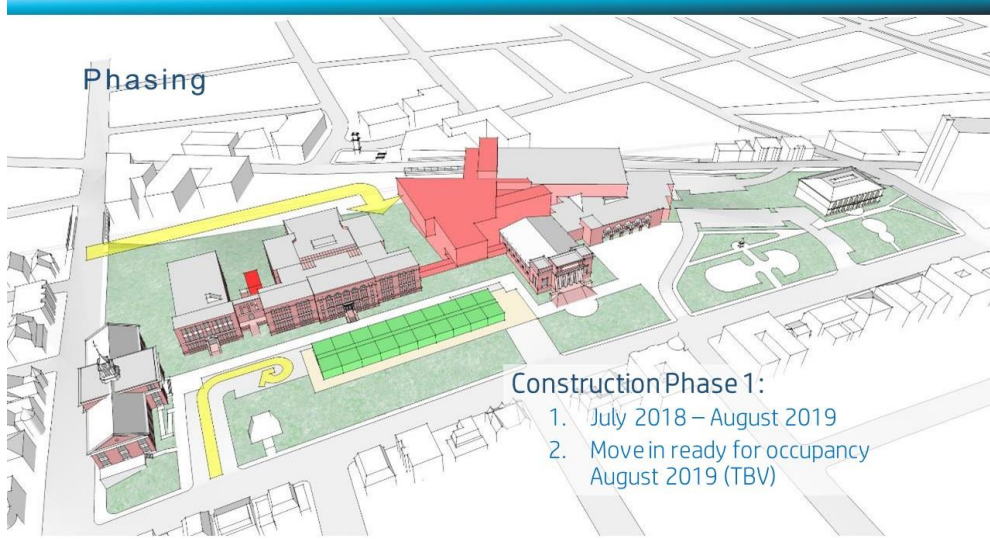 Phasing
Construction Phase 1:
1. July 2018 – August 2019
2. Move in ready for occupancy
August 2019 (TBV)